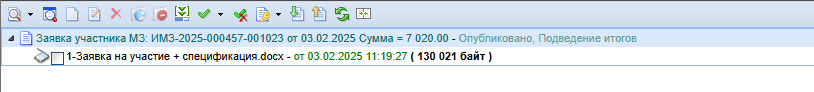 Заявка участника МЗ: ИМЗ-2025-000457-001023 от 03.02.2025 Сумма = 7 020.00 - Опубликовано, Подведение итогов
1-Заявка на участие + спецификация.docx - от 03.02.2025 11:19:27 ( 130 021 байт )